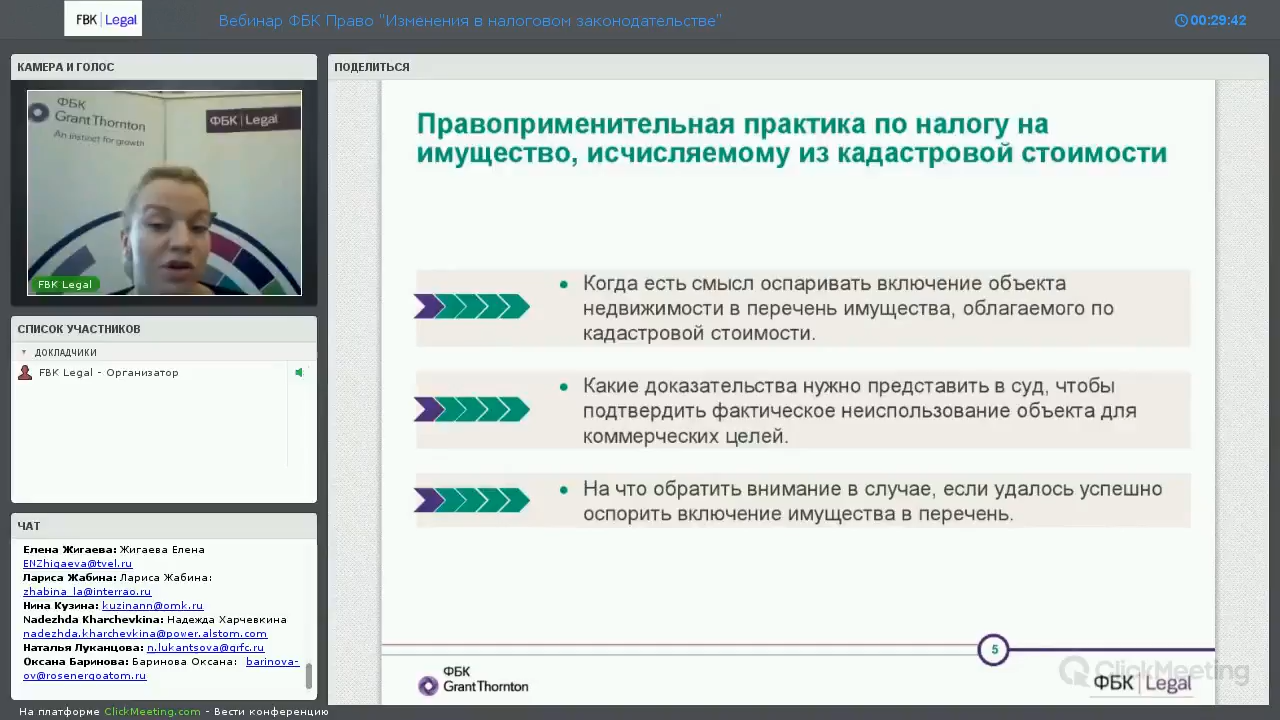 FBK Legal
Вебинар ФБК Право "Изменения в налоговом законодательстве"
00:29:42
КАМЕРА И ГОЛОС
ФБК
Grant Thornton
An instinct for growth
ФБК Legal
FBK Legal
СПИСОК УЧАСТНИКОВ
ДОКЛАДЧИКИ
FBK Legal - Организатор
ЧАТ
Елена Жигаева: Жигаева Елена
ENZhigaeva@tvel.ru
Лариса Жабина: Лариса Жабина:
zhabina_la@interrao.ru
Нина Кузина: kuzinann@omk.ru
Nadezhda Kharchevkina: Надежда Харчевкина
nadezhda.kharchevkina@power.alstom.com
Наталья Луканцова: n.lukantsova@grfc.ru
Оксана Баринова: Баринова Оксана: barinova-
ov@rosenergoatom.ru
ПОДЕЛИТЬСЯ
Правоприменительная практика по налогу на
имущество, исчисляемому из кадастровой стоимости
• Когда есть смысл оспаривать включение объекта
недвижимости в перечень имущества, облагаемого по
кадастровой стоимости.
• Какие доказательства нужно представить в суд, чтобы
подтвердить фактическое неиспользование объекта для
коммерческих целей.
• На что обратить внимание в случае, если удалось успешно
оспорить включение имущества в перечень.
5
ФБК
Grant Thornton
ClickMeeting
ФБК Legal
На платформе ClickMeeting.com - Вести конференцию